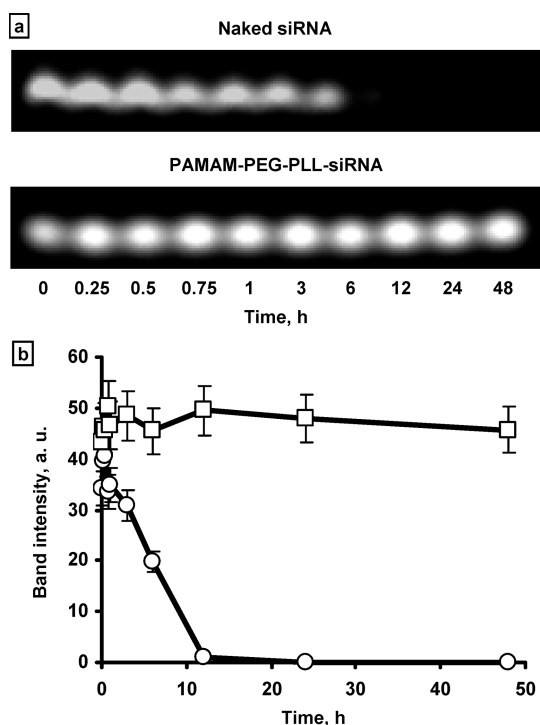 a
Naked siRNA
PAMAM-PEG-PLL-siRNA
0 0.25 0.5 0.75 1 3 6 12 24 48
Time, h
b
60
50
40
30
20
10
0
Band intensity, a. u.
0 10 20 30 40 50
Time, h